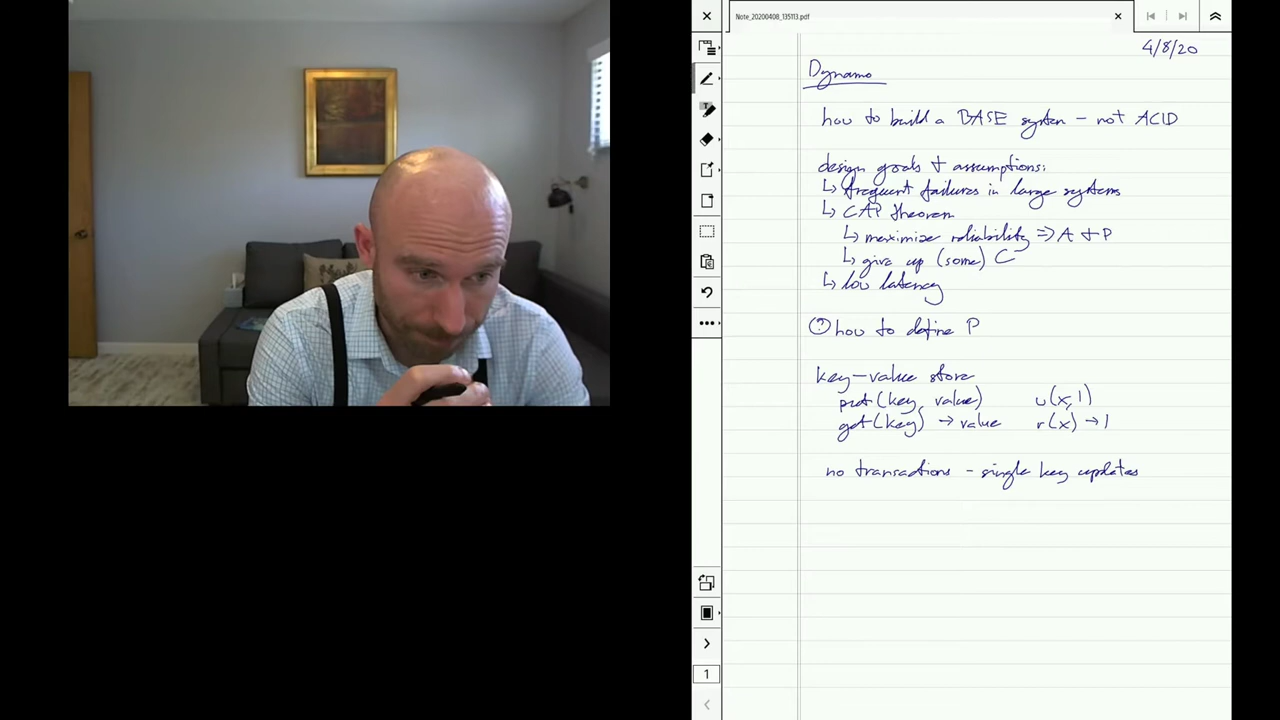 Note_20200408_135113.pdf
4/8/20
Dynamo
how to build a BASE system - not ACID
design goals + assumptions:
↳ frequent failures in large systems
↳ CAP theorem
↳ maximize reliability ⇒ A + P
↳ give up (some) C
↳ low latency
? how to define P
key-value store
put(key, value) w(x,1)
get(key) → value r(x) → 1
no transactions - single key updates
1